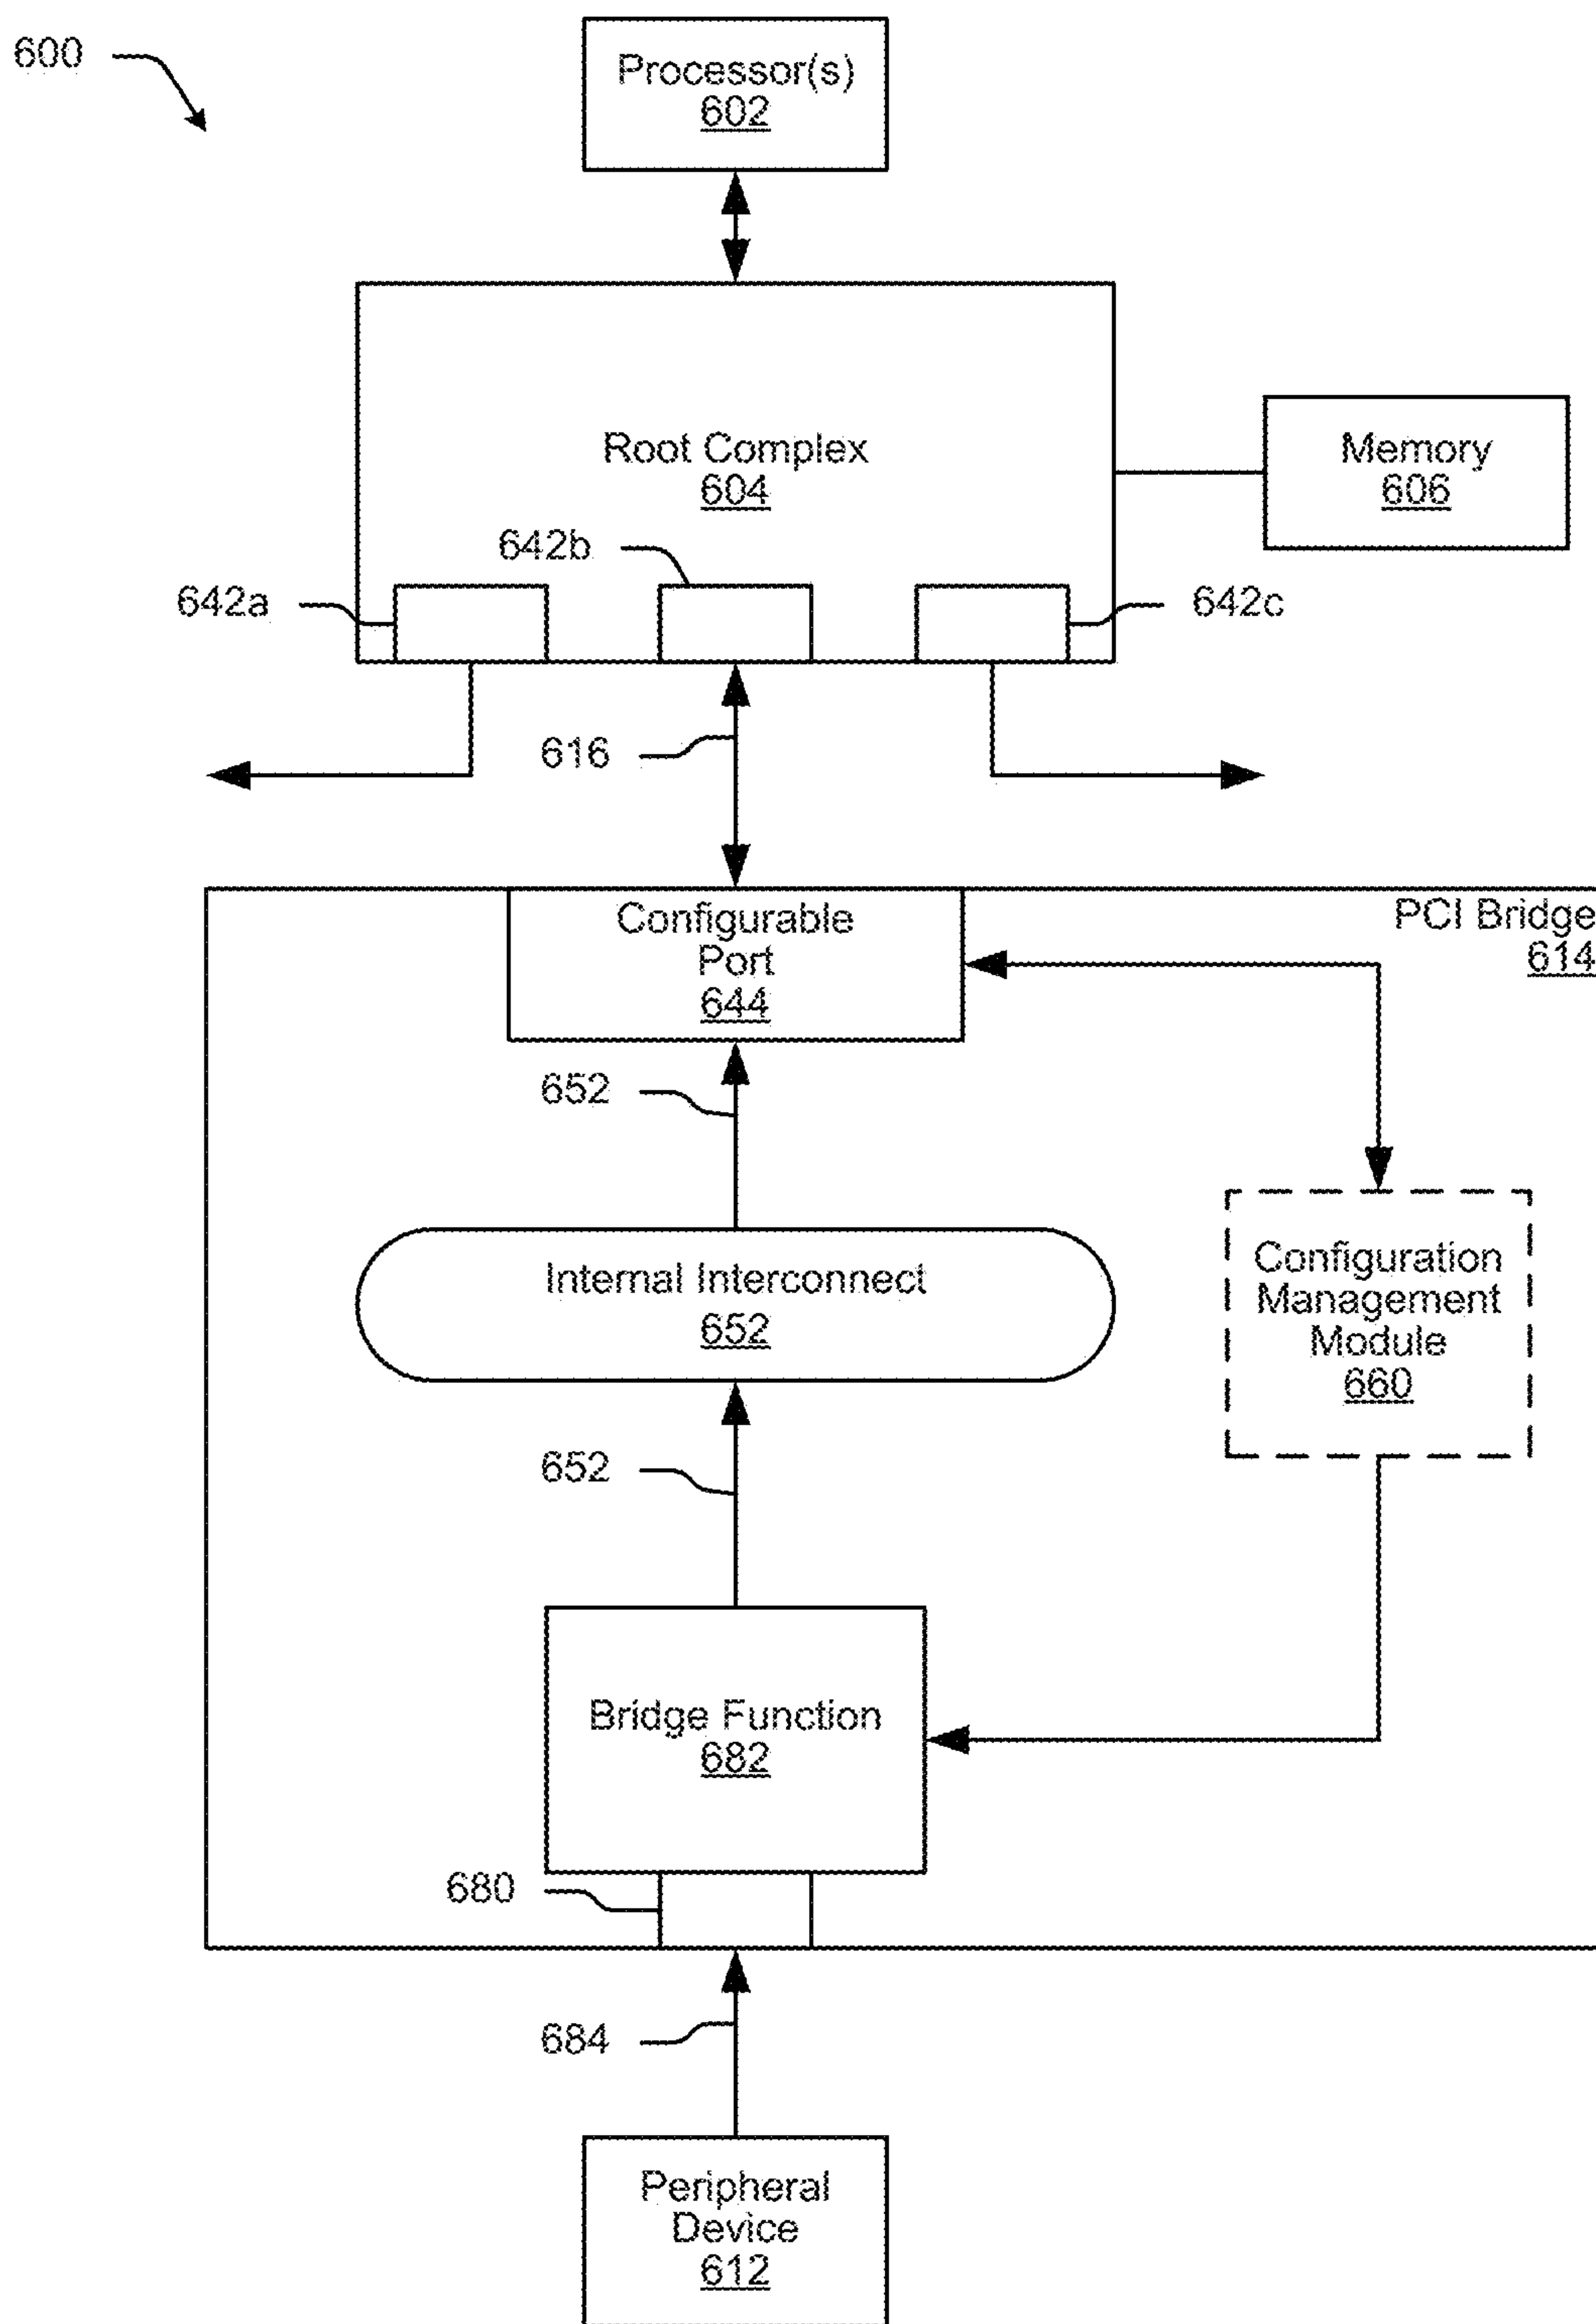 600
Processor(s)
602
Root Complex
604
Memory
606
642b
642a
642c
616
Configurable
Port
644
PCI Bridge
614
652
Internal Interconnect
652
Configuration
Management
Module
660
652
Bridge Function
682
680
684
Peripheral
Device
612